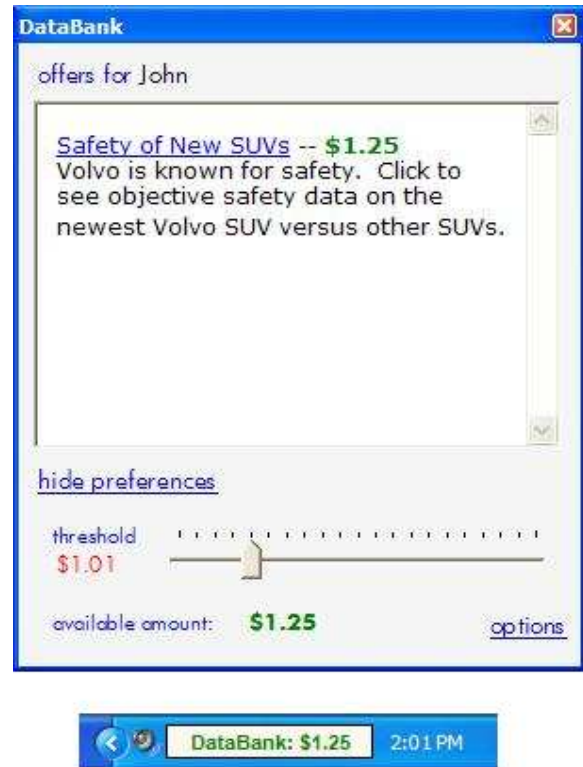 DataBank
offers for John
Safety of New SUVs -- $1.25
Volvo is known for safety. Click to
see objective safety data on the
newest Volvo SUV versus other SUVs.
hide preferences
threshold
$1.01
available amount: $1.25 options
DataBank: $1.25 2:01 PM